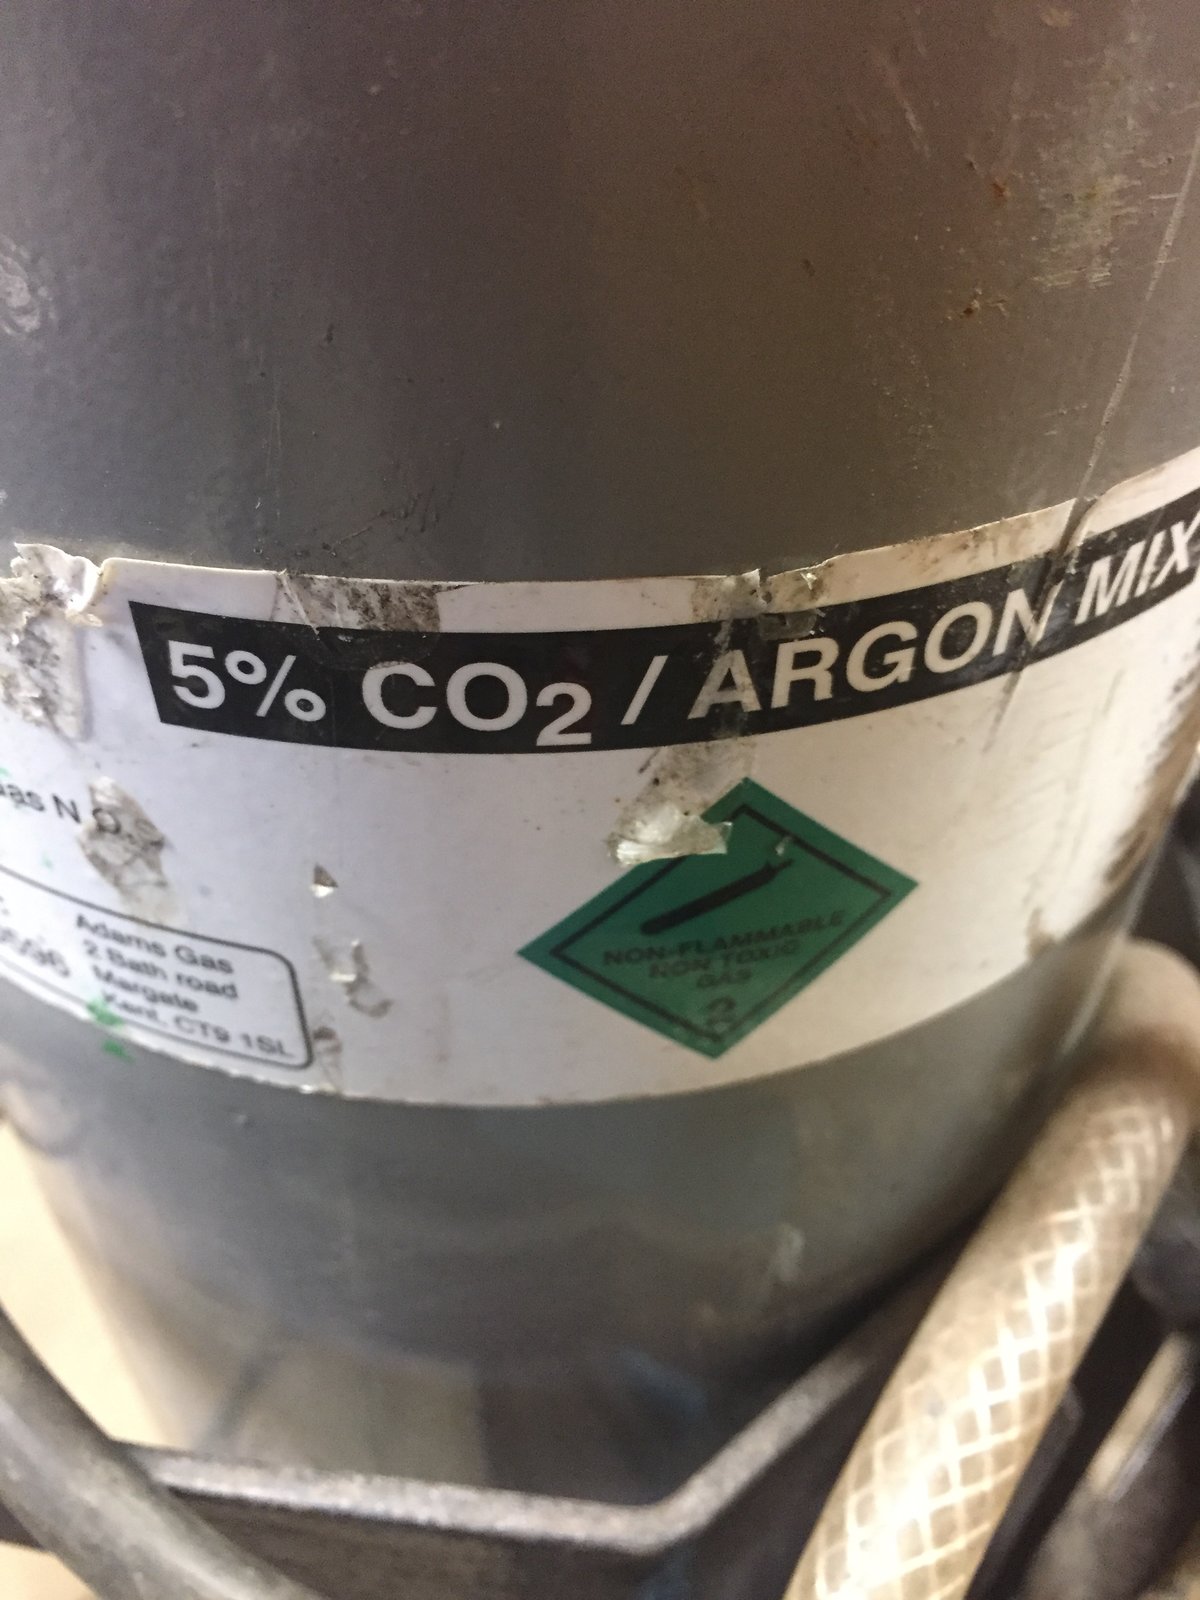 5% CO2 / ARGON MIX
Gas N.O.S
Adams Gas
2 Bath road
Margate
Kent. CT9 1SL
NON-FLAMMABLE
NON TOXIC
GAS
2